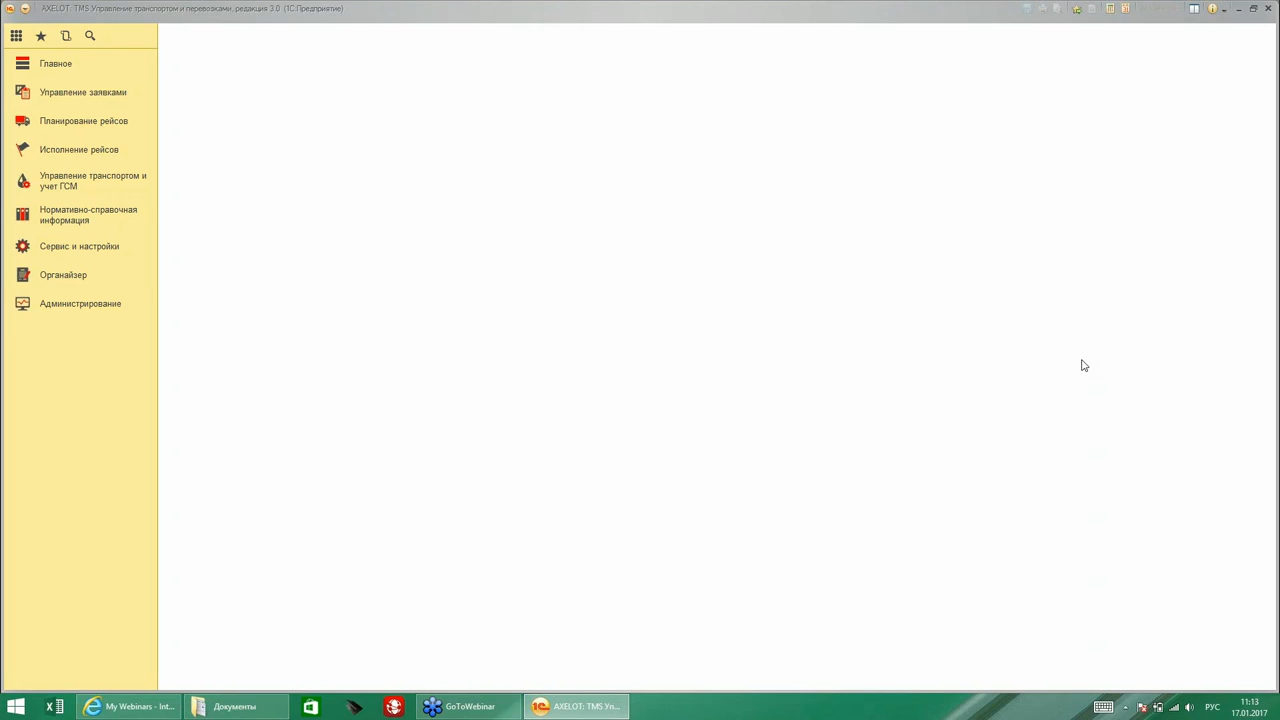 AXELOT: TMS Управление транспортом и перевозками, редакция 3.0 (1С:Предприятие)
Главное
Управление заявками
Планирование рейсов
Исполнение рейсов
Управление транспортом и
учет ГСМ
Нормативно-справочная
информация
Сервис и настройки
Органайзер
Администрирование
My Webinars - Int...
Документы
GoToWebinar
AXELOT: TMS Уп...
РУС
11:13
17.01.2017